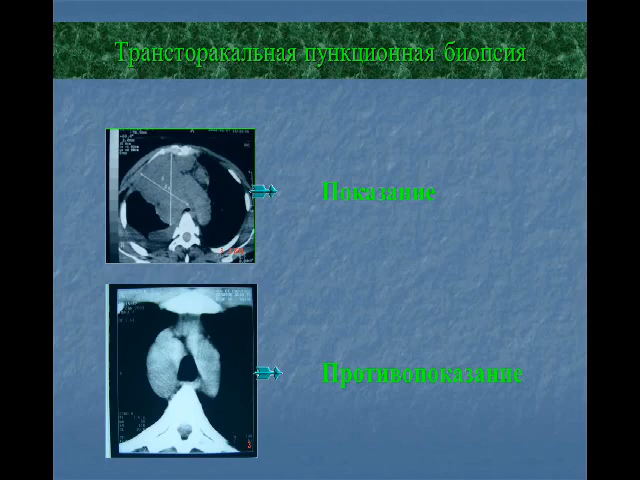 Трансторакальная пункционная биопсия
Показание
Противопоказание